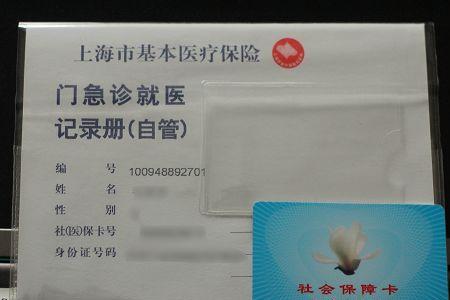 上海市基本医疗保险
门急诊就医
记录册(自管)
编 号 100948892701
姓 名
性 别
社(医)保卡号
身份证号码
社会保障卡